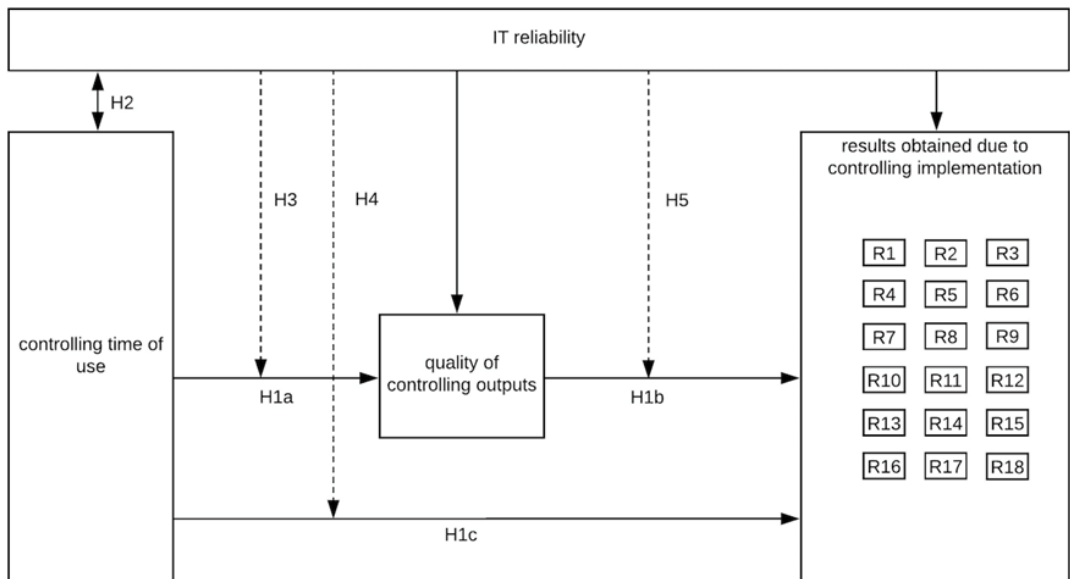 IT reliability
H2
results obtained due to
controlling implementation
H3
H4
H5
R1 R2 R3
R4 R5 R6
R7 R8 R9
R10 R11 R12
R13 R14 R15
R16 R17 R18
controlling time of
use
quality of
controlling outputs
H1a
H1b
H1c